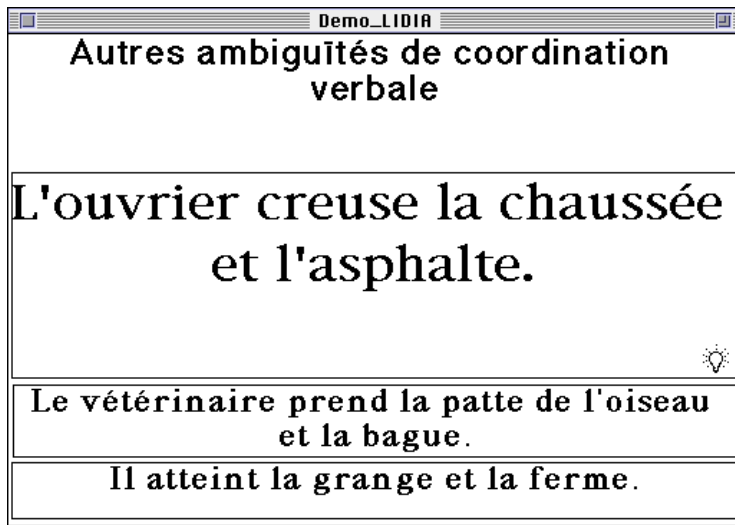 Demo_LIDIA
Autres ambiguïtés de coordination
verbale
L'ouvrier creuse la chaussée
et l'asphalte.
Le vétérinaire prend la patte de l'oiseau
et la bague.
Il atteint la grange et la ferme.